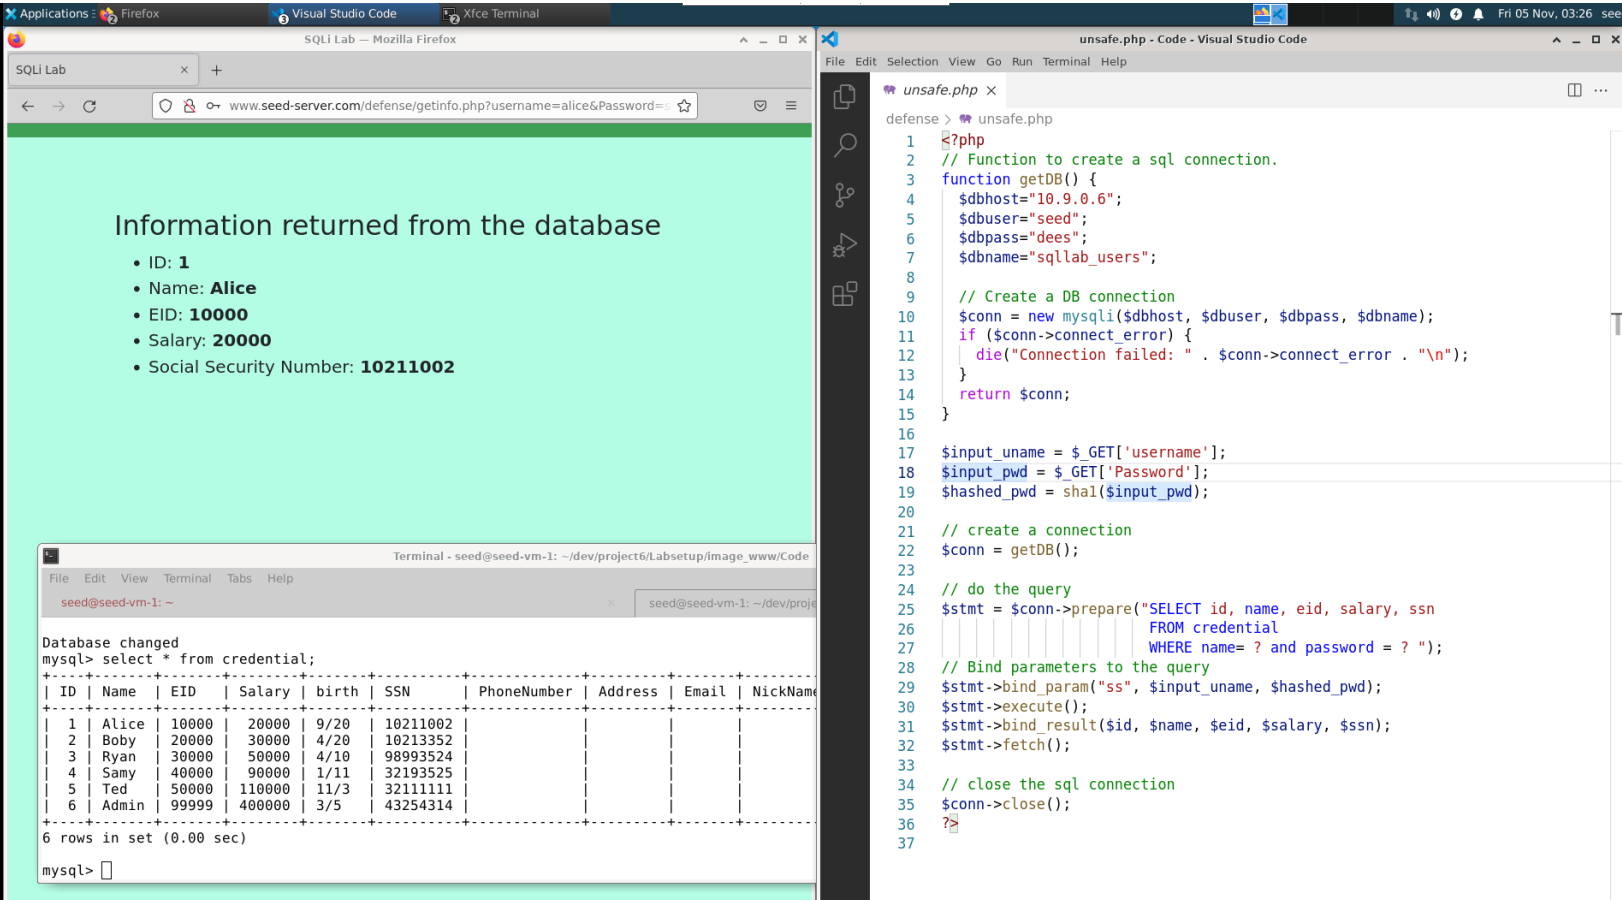 Applications Firefox Visual Studio Code Xfce Terminal Fri 05 Nov, 03:26 see
SQLi Lab — Mozilla Firefox
SQLi Lab
www.seed-server.com/defense/getinfo.php?username=alice&Password=s
Information returned from the database
• ID: 1
• Name: Alice
• EID: 10000
• Salary: 20000
• Social Security Number: 10211002
Terminal - seed@seed-vm-1: ~/dev/project6/Labsetup/image_www/Code
File Edit View Terminal Tabs Help
seed@seed-vm-1: ~ seed@seed-vm-1: ~/dev/proje
Database changed
mysql> select * from credential;
+----+-------+-------+--------+-------+----------+-------------+---------+-------+---------
| ID | Name | EID | Salary | birth | SSN | PhoneNumber | Address | Email | NickName
+----+-------+-------+--------+-------+----------+-------------+---------+-------+---------
| 1 | Alice | 10000 | 20000 | 9/20 | 10211002 | | | |
| 2 | Boby | 20000 | 30000 | 4/20 | 10213352 | | | |
| 3 | Ryan | 30000 | 50000 | 4/10 | 98993524 | | | |
| 4 | Samy | 40000 | 90000 | 1/11 | 32193525 | | | |
| 5 | Ted | 50000 | 110000 | 11/3 | 32111111 | | | |
| 6 | Admin | 99999 | 400000 | 3/5 | 43254314 | | | |
+----+-------+-------+--------+-------+----------+-------------+---------+-------+---------
6 rows in set (0.00 sec)
mysql>
unsafe.php - Code - Visual Studio Code
File Edit Selection View Go Run Terminal Help
unsafe.php
defense > unsafe.php
1 <?php
2 // Function to create a sql connection.
3 function getDB() {
4 $dbhost="10.9.0.6";
5 $dbuser="seed";
6 $dbpass="dees";
7 $dbname="sqllab_users";
8
9 // Create a DB connection
10 $conn = new mysqli($dbhost, $dbuser, $dbpass, $dbname);
11 if ($conn->connect_error) {
12 die("Connection failed: " . $conn->connect_error . "\n");
13 }
14 return $conn;
15 }
16
17 $input_uname = $_GET['username'];
18 $input_pwd = $_GET['Password'];
19 $hashed_pwd = sha1($input_pwd);
20
21 // create a connection
22 $conn = getDB();
23
24 // do the query
25 $stmt = $conn->prepare("SELECT id, name, eid, salary, ssn
26 FROM credential
27 WHERE name= ? and password = ? ");
28 // Bind parameters to the query
29 $stmt->bind_param("ss", $input_uname, $hashed_pwd);
30 $stmt->execute();
31 $stmt->bind_result($id, $name, $eid, $salary, $ssn);
32 $stmt->fetch();
33
34 // close the sql connection
35 $conn->close();
36 ?>
37